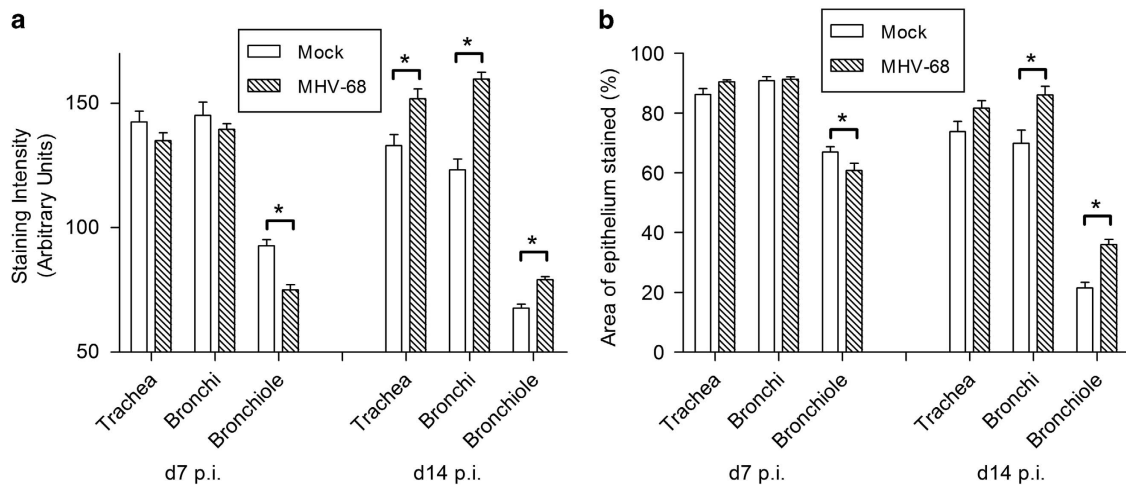 a
Mock
MHV-68
Staining Intensity
(Arbitrary Units)
150
100
50
* * * * *
Trachea
Bronchi
Bronchiole
Trachea
Bronchi
Bronchiole
d7 p.i.
d14 p.i.
b
Mock
MHV-68
Area of epithelium stained (%)
100
80
60
40
20
0
* * *
Trachea
Bronchi
Bronchiole
Trachea
Bronchi
Bronchiole
d7 p.i.
d14 p.i.